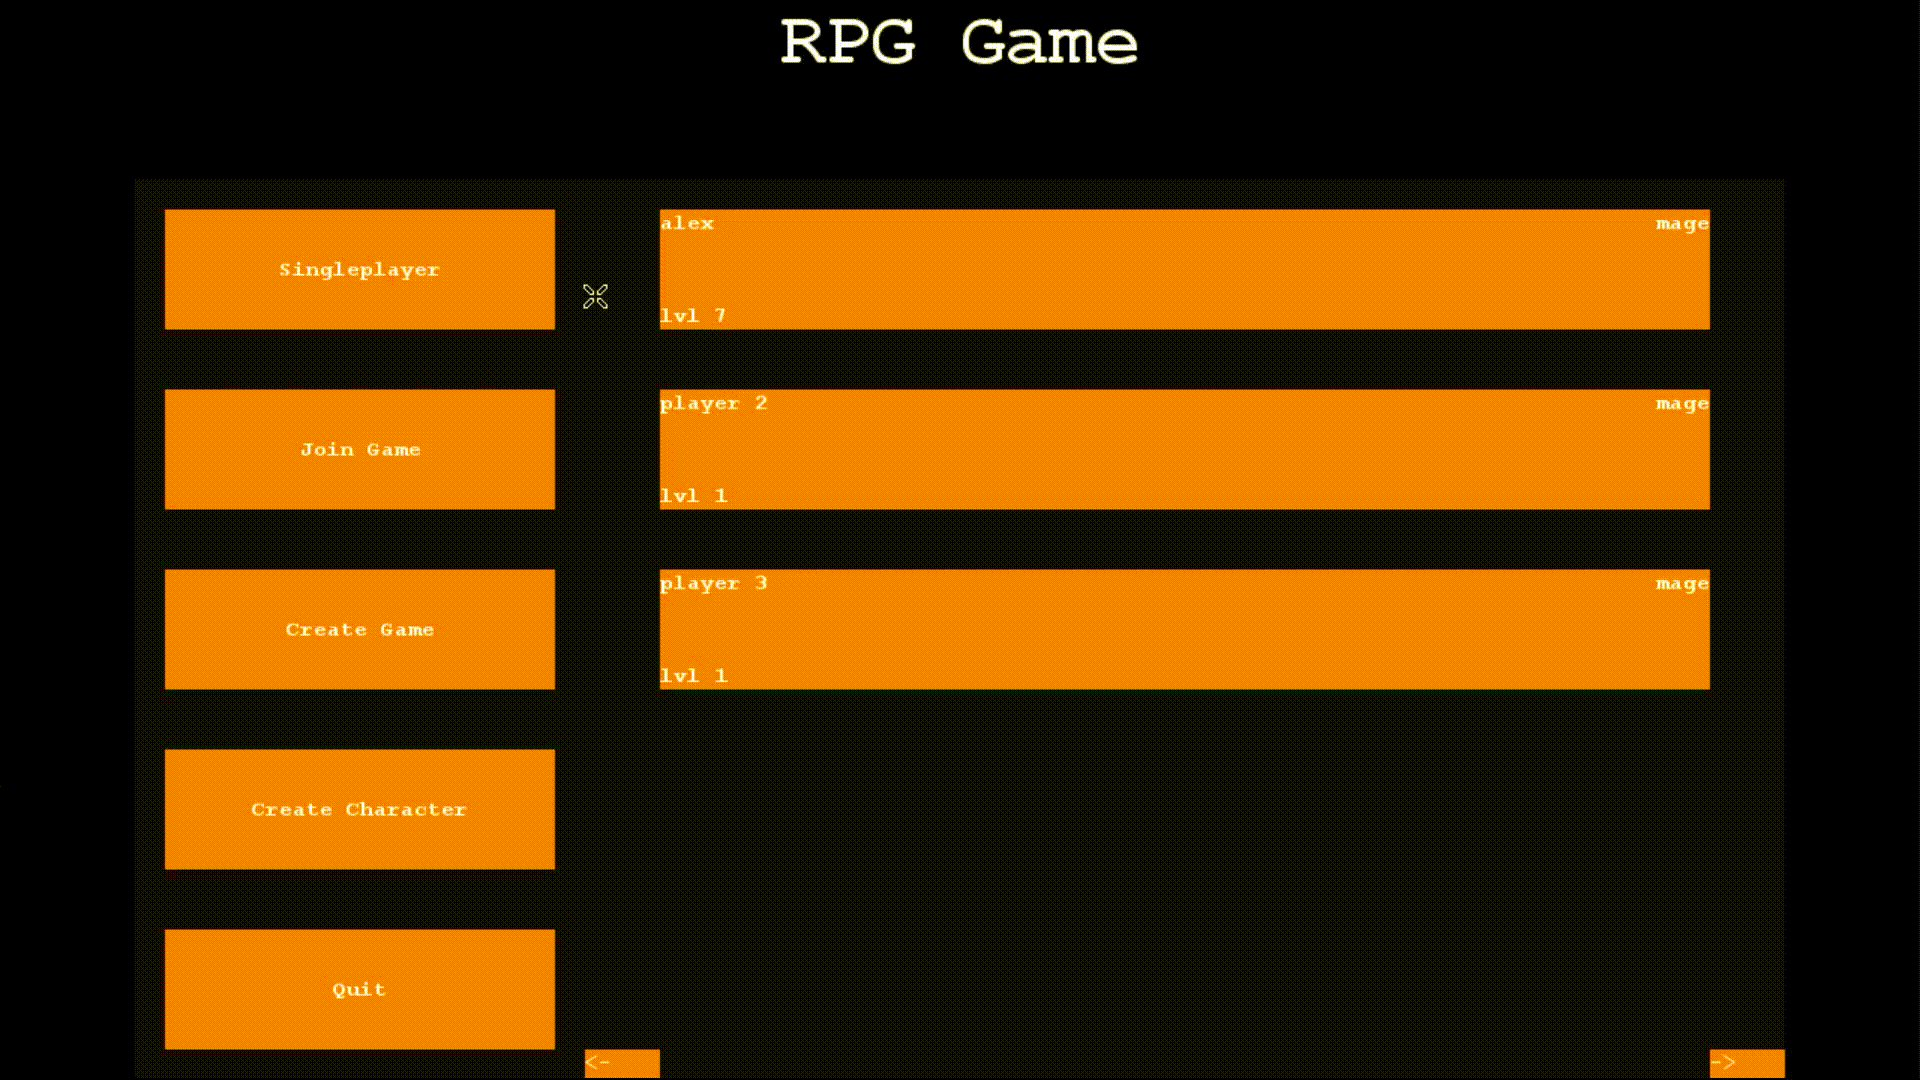 RPG Game
Singleplayer
Join Game
Create Game
Create Character
Quit
alex mage
lvl 7
player 2 mage
lvl 1
player 3 mage
lvl 1
<- ->